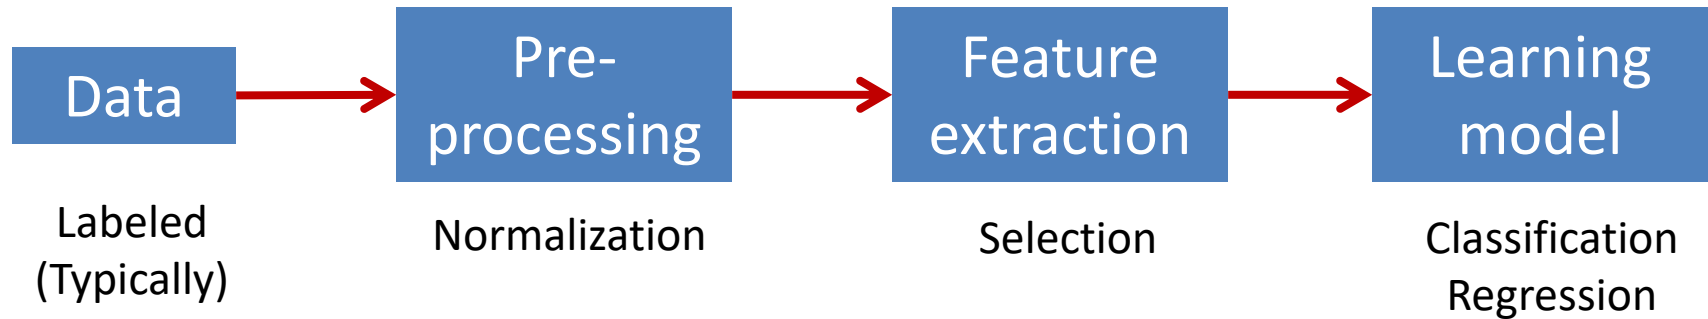 Data
Pre-
processing
Feature
extraction
Learning
model
Labeled
(Typically)
Normalization
Selection
Classification
Regression